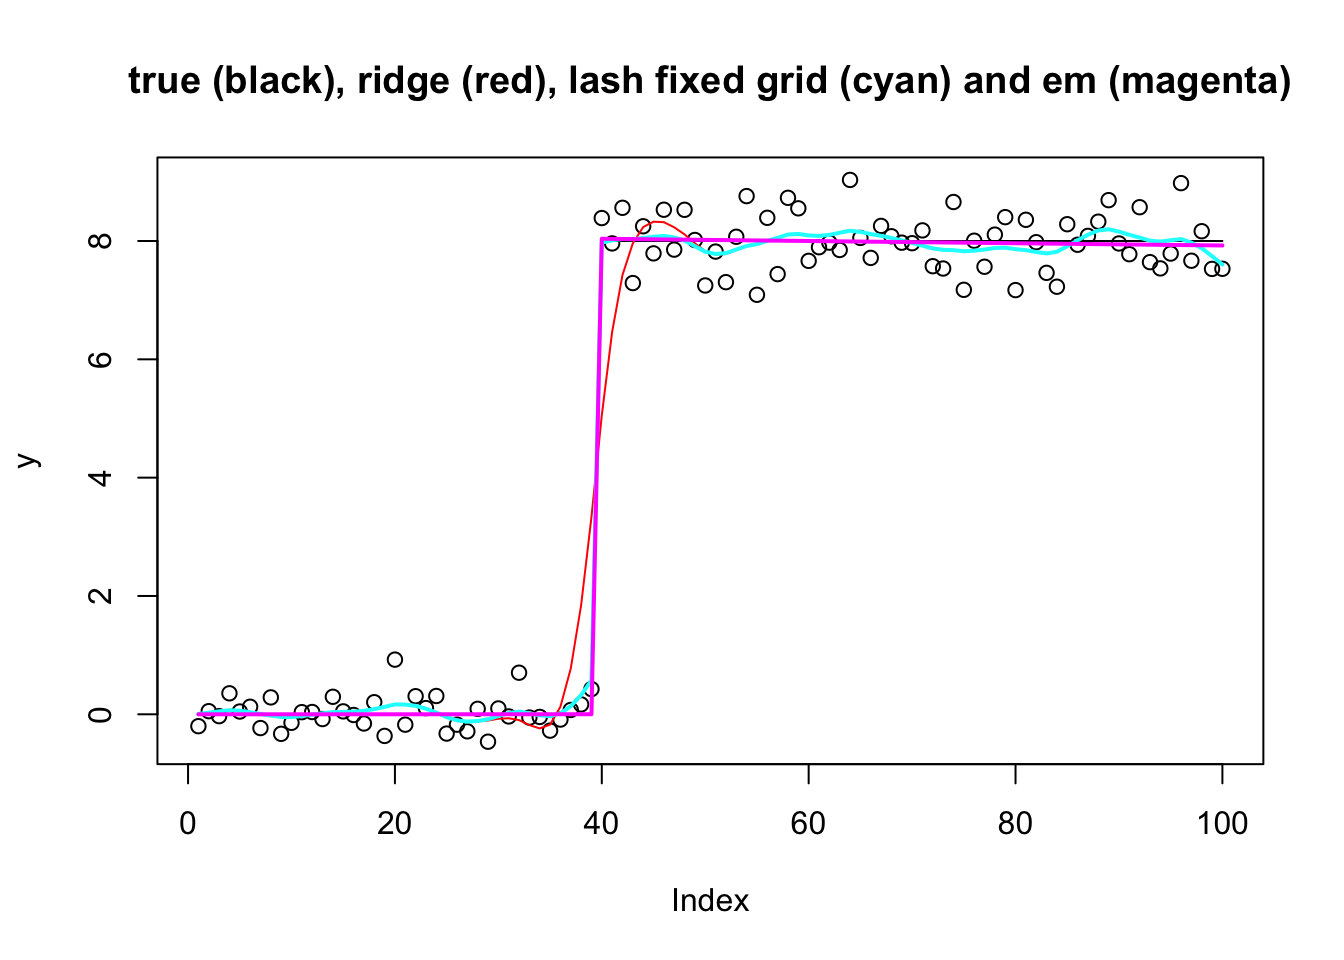 true (black), ridge (red), lash fixed grid (cyan) and em (magenta)
8
6
4
2
0
y
0 20 40 60 80 100
Index